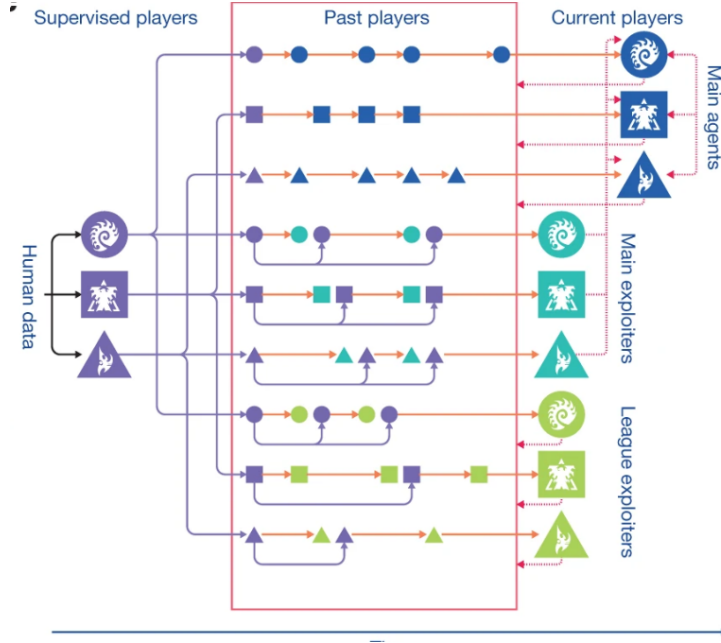 Supervised players
Past players
Current players
Main agents
Human data
Main exploiters
League exploiters